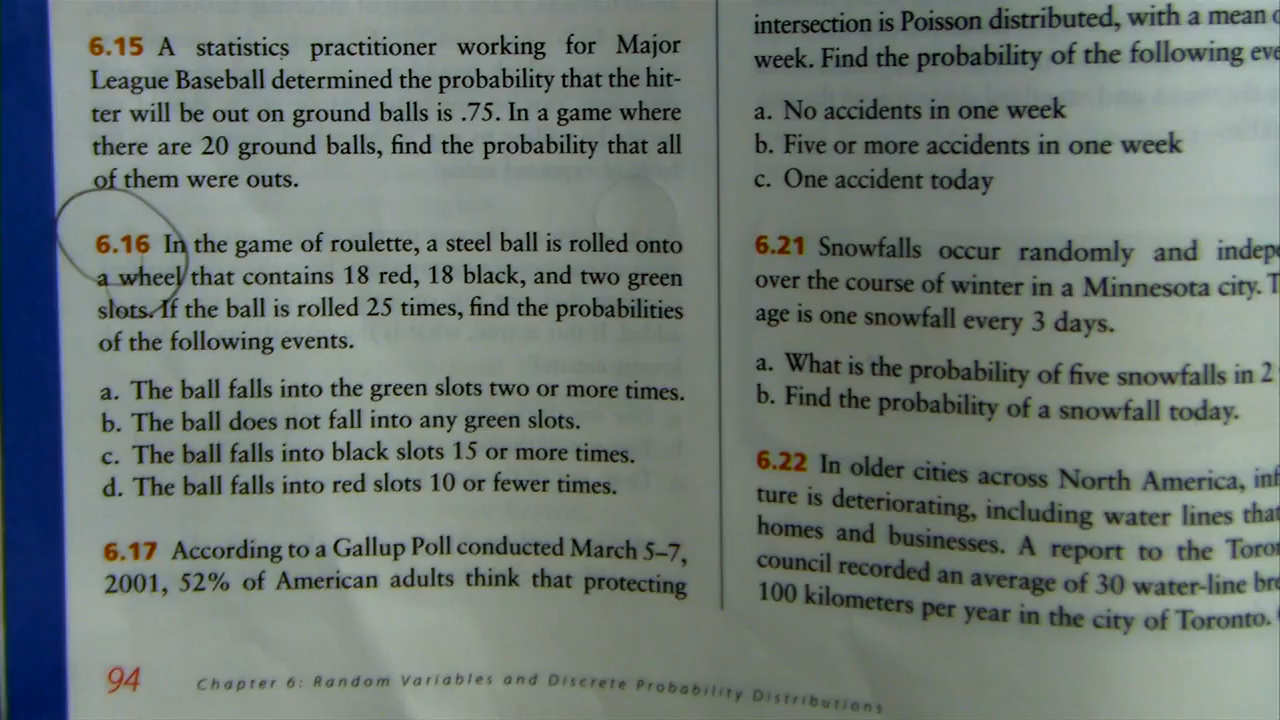 6.15 A statistics practitioner working for Major
League Baseball determined the probability that the hit-
ter will be out on ground balls is .75. In a game where
there are 20 ground balls, find the probability that all
of them were outs.
6.16 In the game of roulette, a steel ball is rolled onto
a wheel that contains 18 red, 18 black, and two green
slots. If the ball is rolled 25 times, find the probabilities
of the following events.
a. The ball falls into the green slots two or more times.
b. The ball does not fall into any green slots.
c. The ball falls into black slots 15 or more times.
d. The ball falls into red slots 10 or fewer times.
6.17 According to a Gallup Poll conducted March 5–7,
2001, 52% of American adults think that protecting
intersection is Poisson distributed, with a mean
week. Find the probability of the following
a. No accidents in one week
b. Five or more accidents in one week
c. One accident today
6.21 Snowfalls occur randomly and
over the course of winter in a Minnesota city.
age is one snowfall every 3 days.
a. What is the probability of five snowfalls in 2
b. Find the probability of a snowfall today.
6.22 In older cities across North America,
ture is deteriorating, including water lines that
homes and businesses. A report to the
council recorded an average of 30 water-line
100 kilometers per year in the city of Toronto.
94 Chapter 6: Random Variables and Discrete Probability Distributions